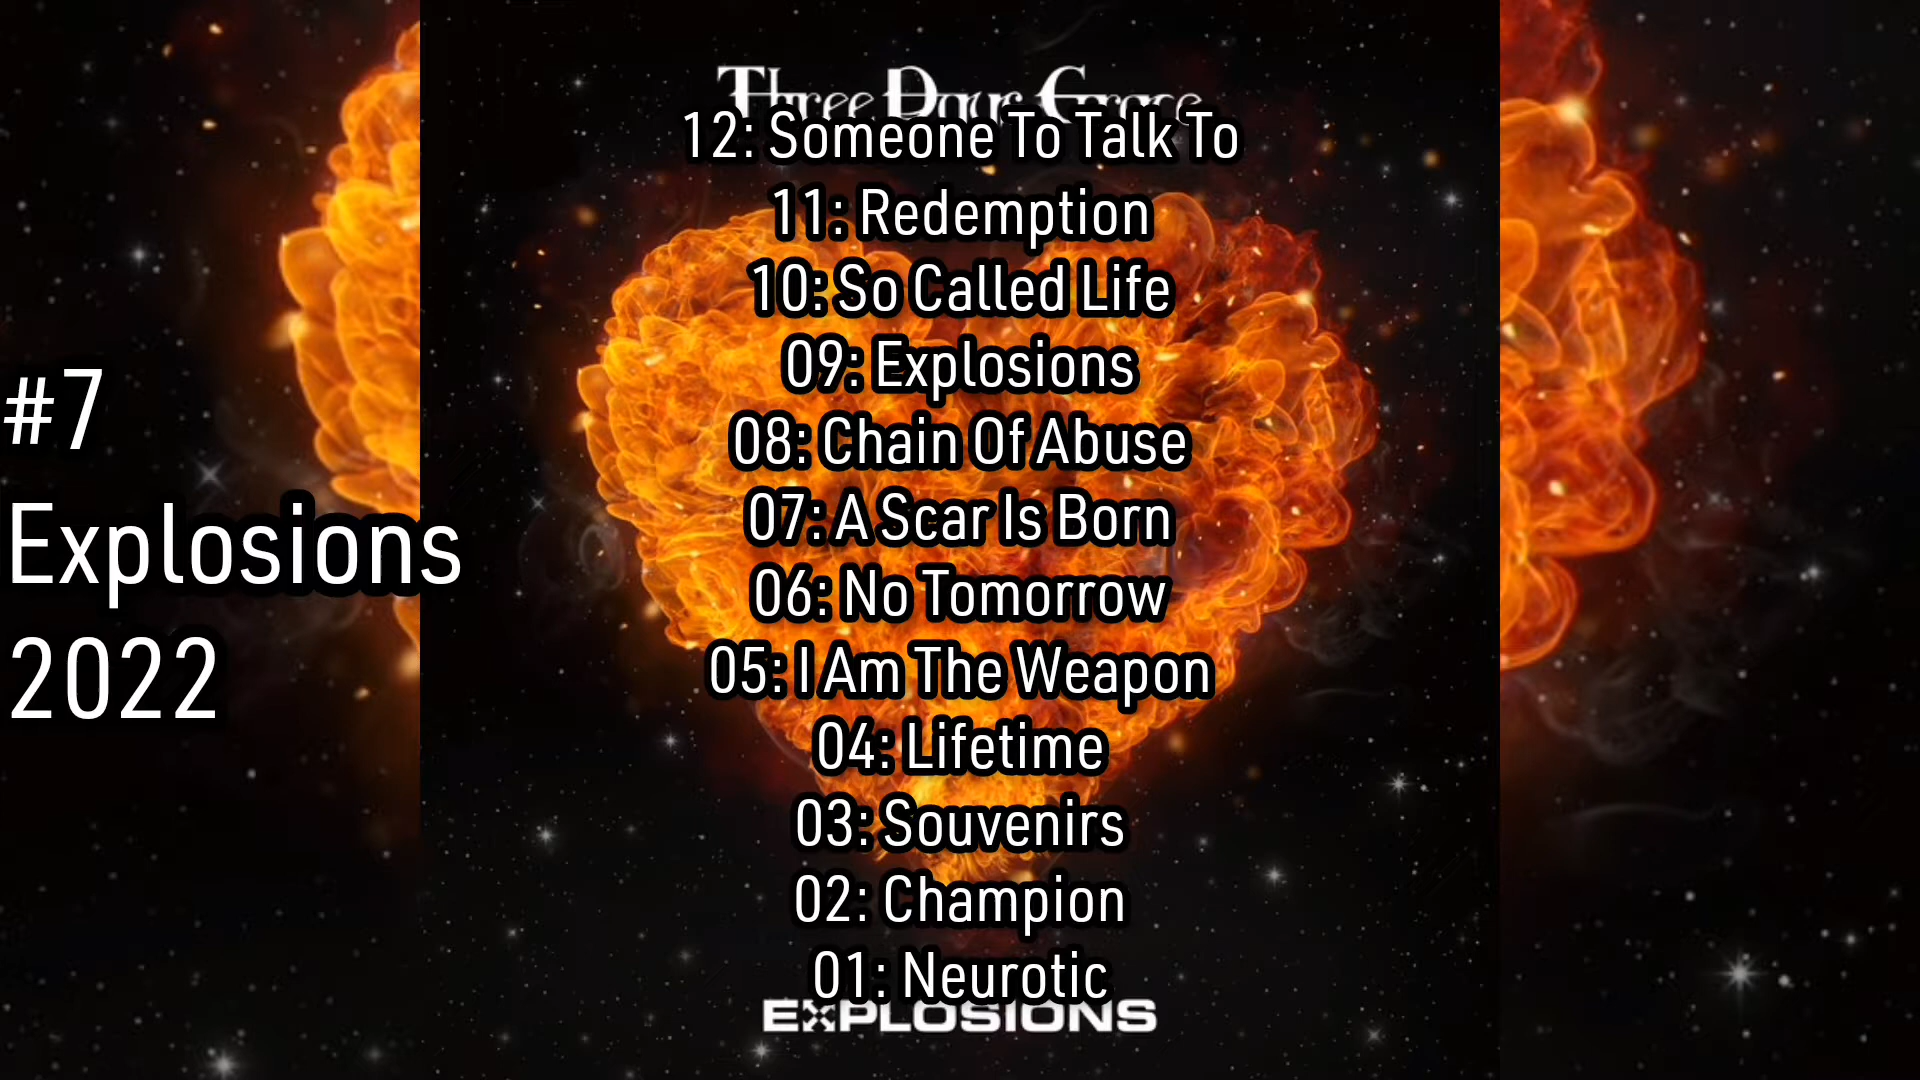 Three Days Grace
12: Someone To Talk To
11: Redemption
10: So Called Life
09: Explosions
08: Chain Of Abuse
07: A Scar Is Born
06: No Tomorrow
05: I Am The Weapon
04: Lifetime
03: Souvenirs
02: Champion
01: Neurotic
EXPLOSIONS
#7
Explosions
2022